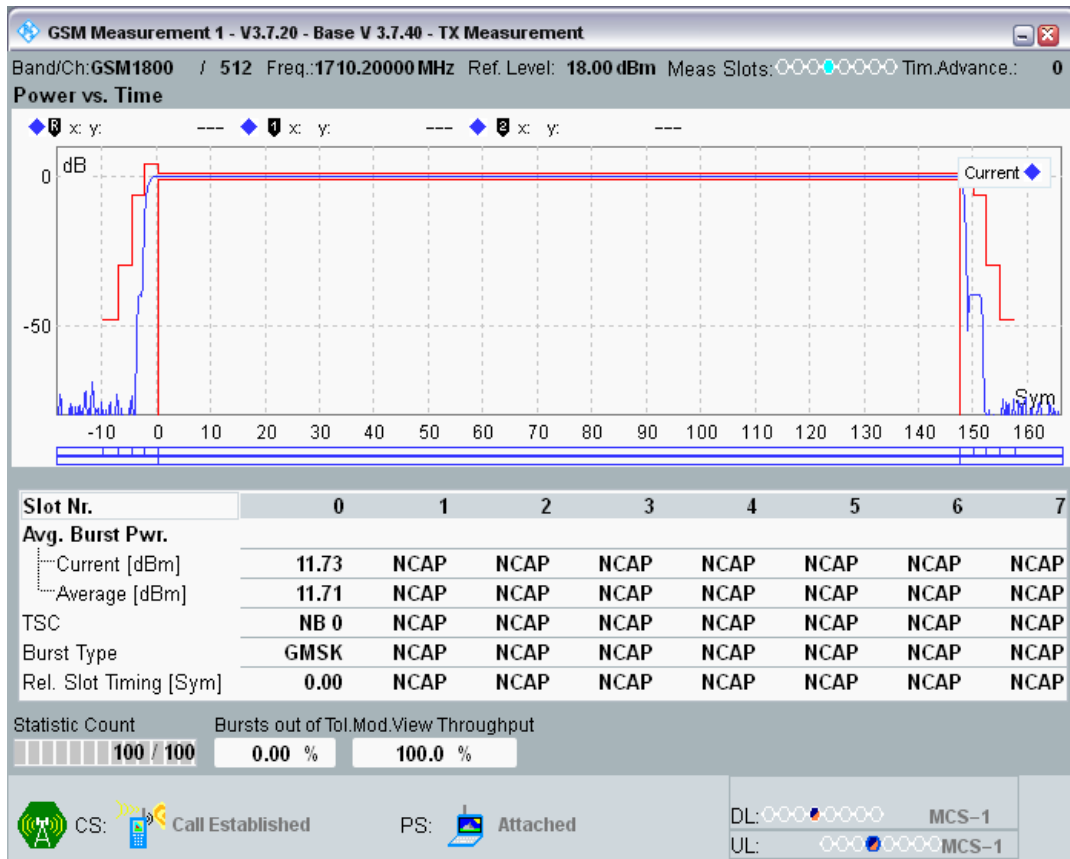 GSM Measurement 1 - V3.7.20 - Base V 3.7.40 - TX Measurement
Band/Ch:GSM1800 / 512 Freq.:1710.20000 MHz Ref. Level: 18.00 dBm Meas Slots: Tim.Advance.: 0
Power vs. Time
R x: y: --- 1 x: y: --- 2 x: y: ---
dB
Current
0
-50
Sym
-10 0 10 20 30 40 50 60 70 80 90 100 110 120 130 140 150 160
Slot Nr. 0 1 2 3 4 5 6 7
Avg. Burst Pwr.
Current [dBm] 11.73 NCAP NCAP NCAP NCAP NCAP NCAP NCAP
Average [dBm] 11.71 NCAP NCAP NCAP NCAP NCAP NCAP NCAP
TSC NB 0 NCAP NCAP NCAP NCAP NCAP NCAP NCAP
Burst Type GMSK NCAP NCAP NCAP NCAP NCAP NCAP NCAP
Rel. Slot Timing [Sym] 0.00 NCAP NCAP NCAP NCAP NCAP NCAP NCAP
Statistic Count Bursts out of Tol.Mod.View Throughput
100 / 100 0.00 % 100.0 %
CS: Call Established PS: Attached
DL: MCS-1
UL: MCS-1